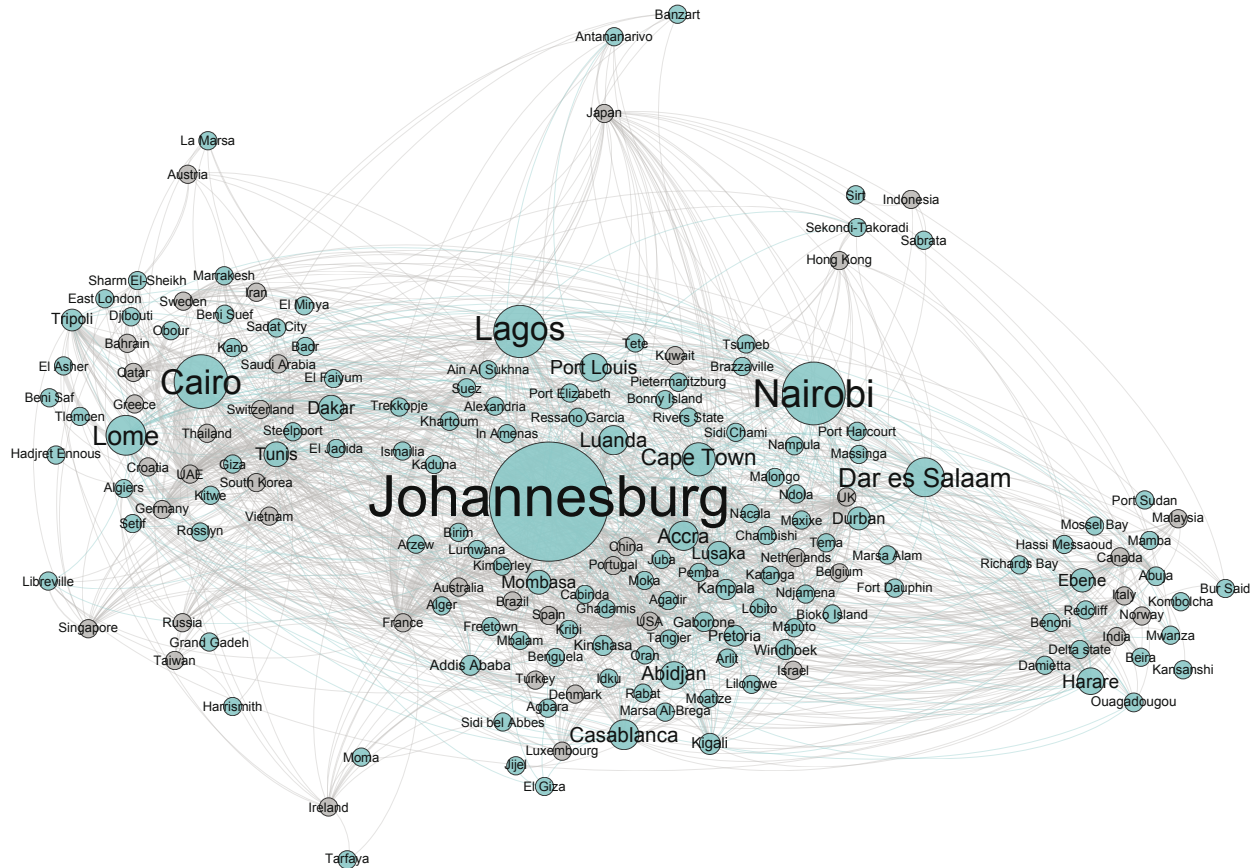 Banzart
Antananarivo
Japan
La Marsa
Austria
Sirt
Indonesia
Sekondi-Takoradi
Sabrata
Hong Kong
Sharm El-Sheikh
Marrakesh
East London
Sweden
Iran
El Minya
Tripoli
Djibouti
Beni Suef
Obour
Sadat City
Lagos
Bahrain
Kano
Badr
Saudi Arabia
El Asher
Qatar
Cairo
El Faiyum
Tete
Kuwait
Tsumeb
Brazzaville
Ain Al Sukhna
Port Louis
Suez
Pietermaritzburg
Nairobi
Beni Saf
Greece
Switzerland
Dakar
Trekkopje
Alexandria
Port Elizabeth
Bonny Island
Tlemcen
Khartoum
Ressano Garcia
Rivers State
Lome
Thailand
Steelpoort
In Amenas
Luanda
Sidi Chami
Port Harcourt
Nampula
Hadjret Ennous
Tunis
El Jadida
Ismailia
Cape Town
Massinga
Croatia
UAE
Giza
Kaduna
Malongo
Dar es Salaam
Algiers
South Korea
Kitwe
Johannesburg
Ndola
UK
Germany
Vietnam
Nacala
Maxixe
Durban
Port Sudan
Setif
Rosslyn
Birim
Accra
Chambishi
Mossel Bay
Malaysia
Arzew
Lumwana
China
Lusaka
Tema
Hassi Messaoud
Mamba
Kimberley
Portugal
Juba
Netherlands
Marsa Alam
Richards Bay
Canada
Libreville
Australia
Mombasa
Moka
Pemba
Katanga
Belgium
Ebene
Abuja
Alger
Brazil
Cabinda
Agadir
Kampala
Ndjamena
Fort Dauphin
Italy
Kombolcha
Bur Said
Singapore
Russia
France
Spain
Ghadamis
USA
Gaborone
Lobito
Bioko Island
Redcliff
Norway
Grand Gadeh
Freetown
Kribi
Tangier
Pretoria
Maputo
Benoni
India
Mwanza
Mbalam
Kinshasa
Windhoek
Delta state
Taiwan
Addis Ababa
Benguela
Oran
Arlit
Israel
Damietta
Beira
Kansanshi
Turkey
Idku
Abidjan
Lilongwe
Harare
Harrismith
Denmark
Rabat
Moatize
Ouagadougou
Agbara
Marsa Al-Brega
Sidi bel Abbes
Casablanca
Kigali
Moma
Luxembourg
Jijel
El Giza
Ireland
Tarfaya